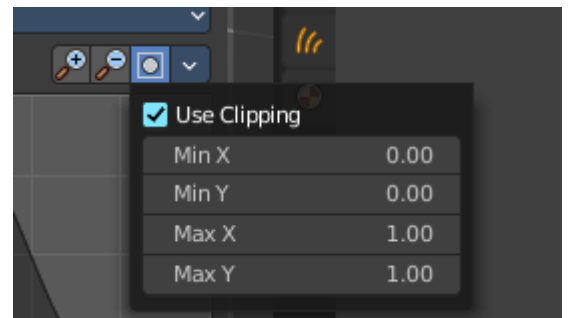 Use Clipping
Min X 0.00
Min Y 0.00
Max X 1.00
Max Y 1.00